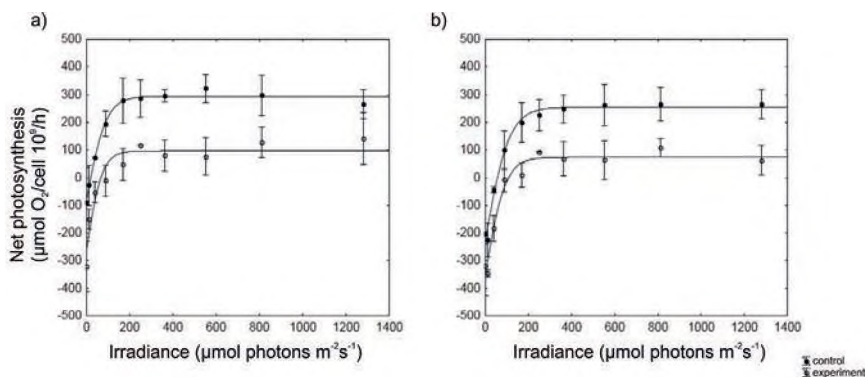 a)
b)
Net photosynthesis
(μmol O₂/cell 10⁹/h)
500
400
300
200
100
0
-100
-200
-300
-400
-500
0 200 400 600 800 1000 1200 1400
Irradiance (μmol photons m⁻²s⁻¹)
500
400
300
200
100
0
-100
-200
-300
-400
-500
0 200 400 600 800 1000 1200 1400
Irradiance (μmol photons m⁻²s⁻¹)
control
experiment